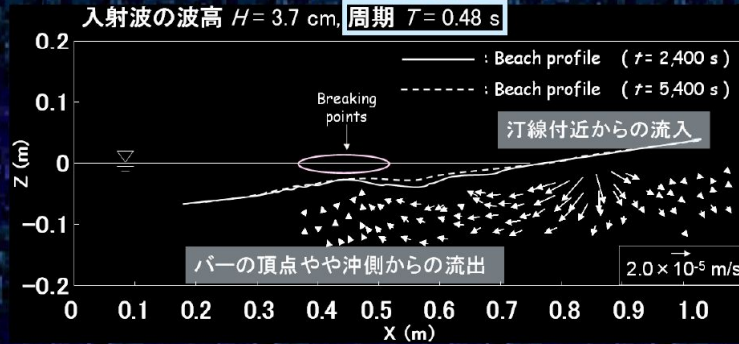 入射波の波高 H = 3.7 cm, 周期 T = 0.48 s
0.2
0.1
0
−0.1
−0.2
Z (m)
: Beach profile ( t = 2,400 s )
: Beach profile ( t = 5,400 s )
Breaking
points
汀線付近からの流入
バーの頂点やや沖側からの流出
2.0 × 10-5 m/s
0 0.1 0.2 0.3 0.4 0.5 0.6 0.7 0.8 0.9 1.0
X (m)